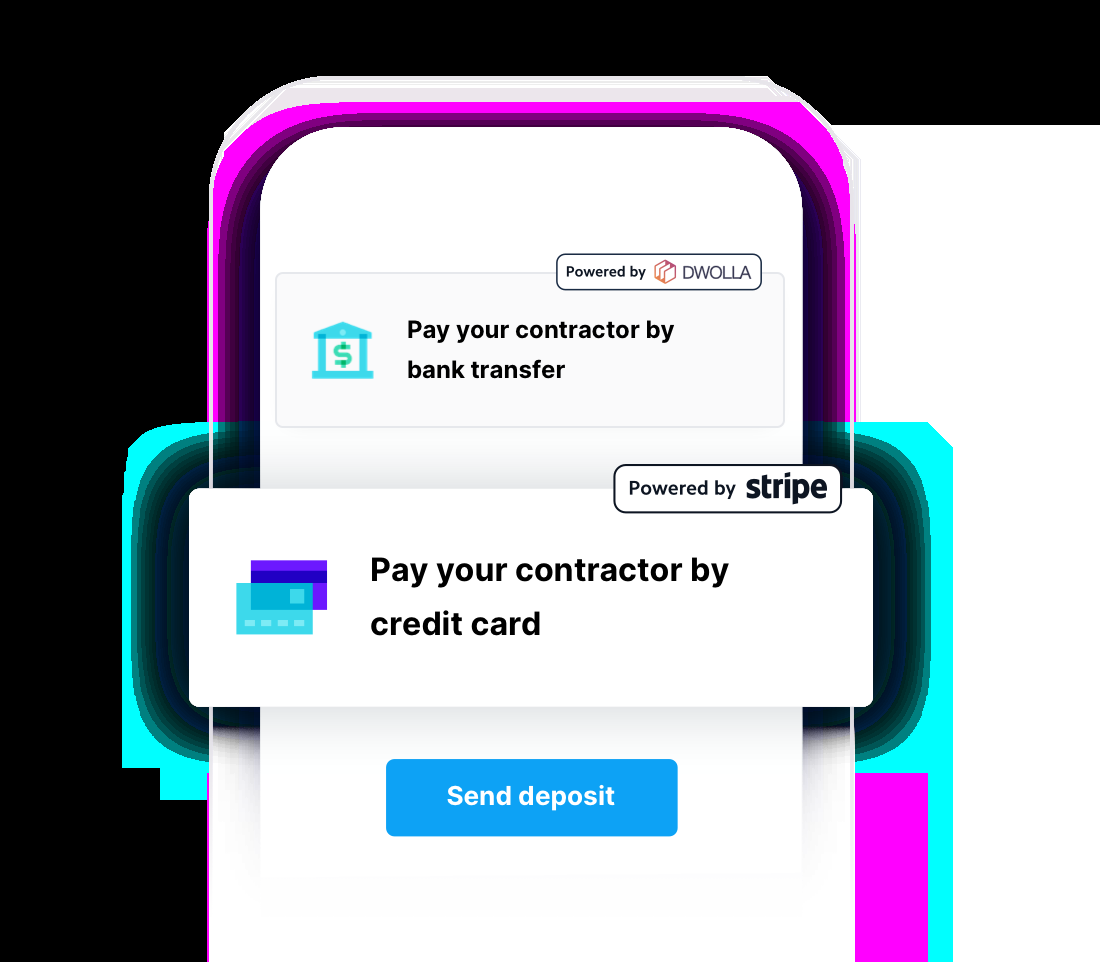 Powered by DWOLLA
Pay your contractor by
bank transfer
Powered by stripe
Pay your contractor by
credit card
Send deposit